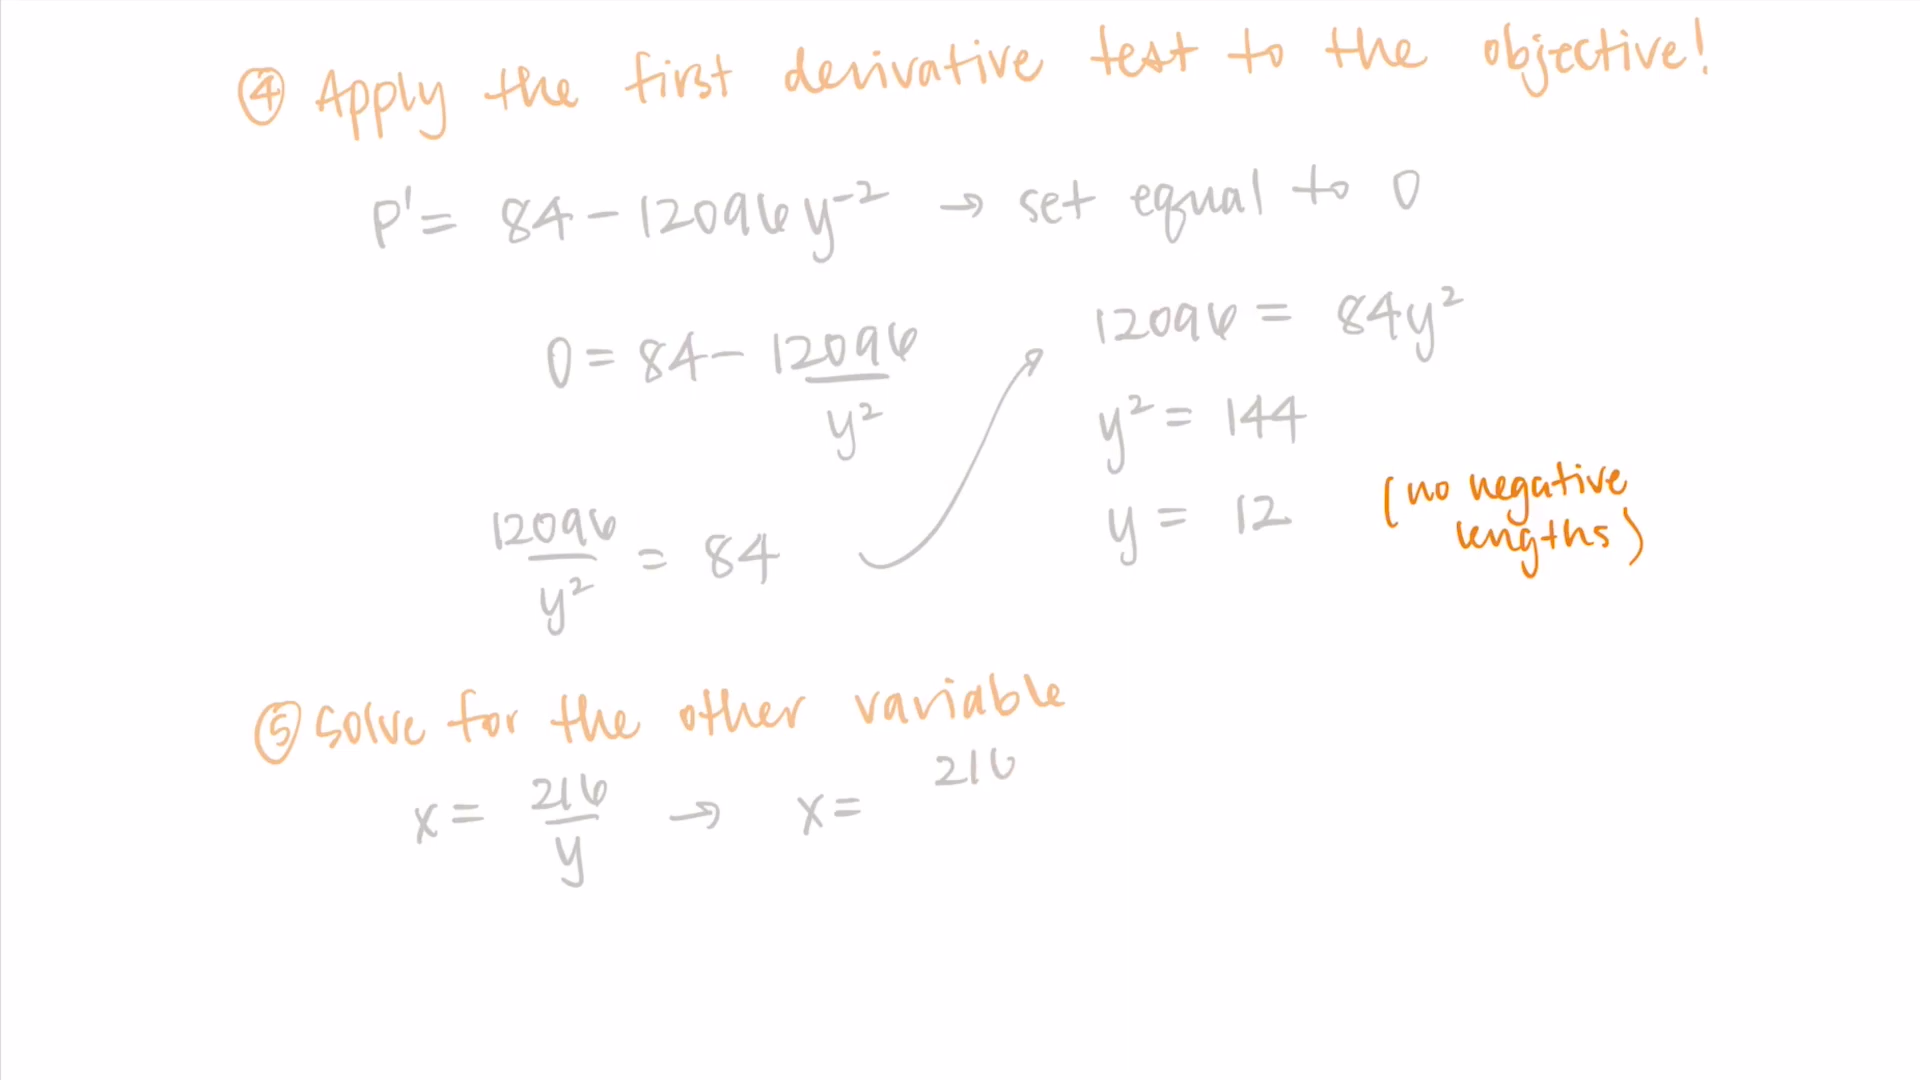 ④ Apply the first derivative test to the objective!
P' = 84 - 12096y⁻² → set equal to 0
0 = 84 - 12096/y²
12096/y² = 84
12096 = 84y²
y² = 144
y = 12
(no negative
lengths)
⑤ Solve for the other variable
x = 216/y → x = 216